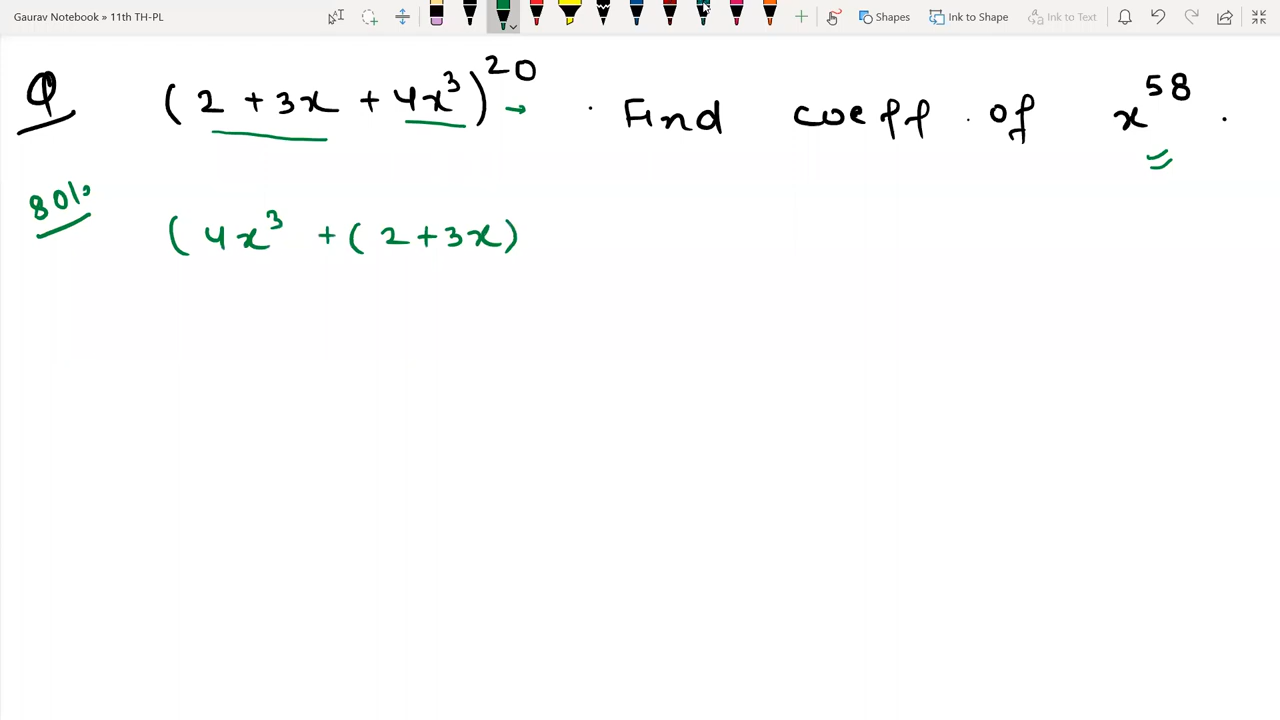 Gaurav Notebook » 11th TH-PL
Shapes
Ink to Shape
Ink to Text
Q (2 + 3x + 4x³)²⁰ → . Find coeff. of x⁵⁸.
(4x³ + (2+3x)